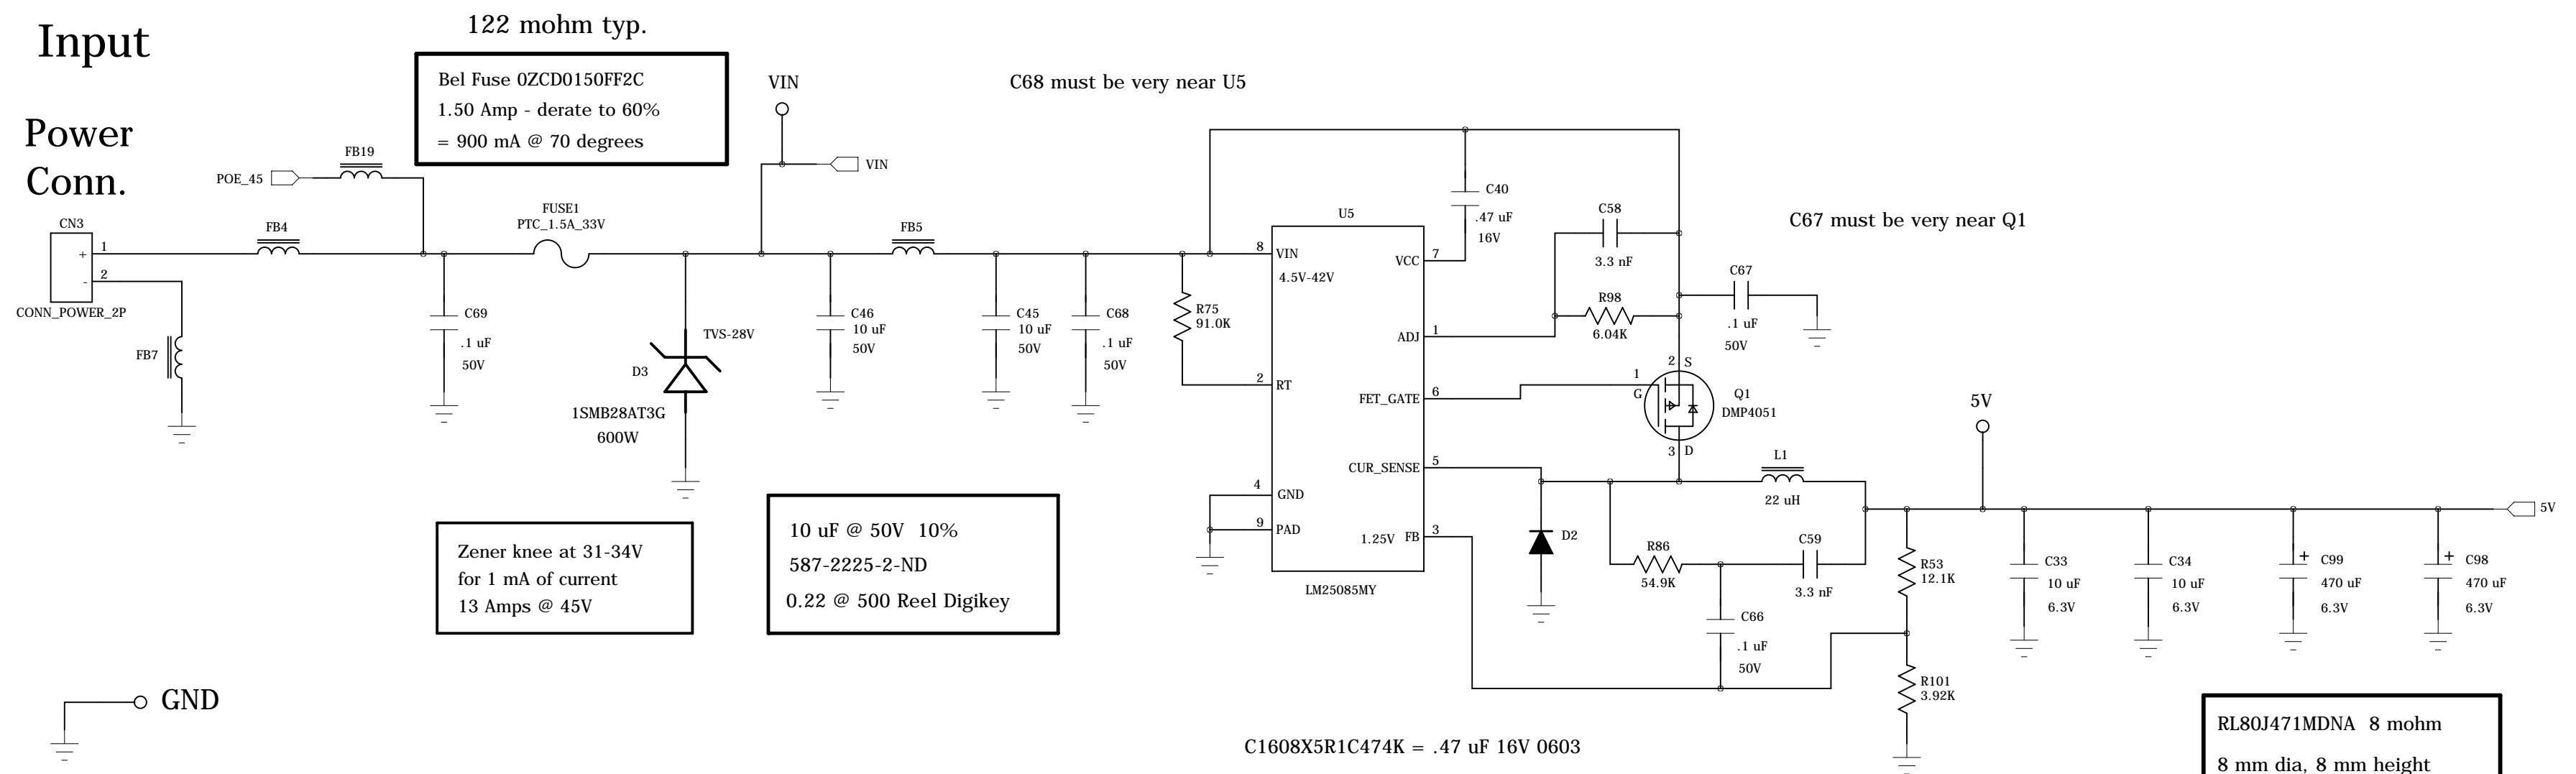 Input
Power
Conn.
122 mohm typ.
Bel Fuse 0ZCD0150FF2C
1.50 Amp - derate to 60%
= 900 mA @ 70 degrees
VIN
VIN
C68 must be very near U5
C67 must be very near Q1
POE_45
FB19
CN3
+
-
1
2
CONN_POWER_2P
FB4
FB7
FUSE1
PTC_1.5A_33V
C69
.1 uF
50V
TVS-28V
D3
1SMB28AT3G
600W
C46
10 uF
50V
FB5
C45
10 uF
50V
C68
.1 uF
50V
R75
91.0K
U5
8
VIN
4.5V-42V
2
RT
4
GND
9
PAD
VCC
7
ADJ
1
FET_GATE
6
CUR_SENSE
5
1.25V
FB
3
LM25085MY
C40
.47 uF
16V
C58
3.3 nF
R98
6.04K
C67
.1 uF
50V
2
S
1
G
3
D
Q1
DMP4051
L1
22 uH
D2
R86
54.9K
C59
3.3 nF
C66
.1 uF
50V
5V
5V
R53
12.1K
R101
3.92K
C33
10 uF
6.3V
C34
10 uF
6.3V
+
C99
470 uF
6.3V
+
C98
470 uF
6.3V
Zener knee at 31-34V
for 1 mA of current
13 Amps @ 45V
10 uF @ 50V 10%
587-2225-2-ND
0.22 @ 500 Reel Digikey
GND
C1608X5R1C474K = .47 uF 16V 0603
RL80J471MDNA 8 mohm
8 mm dia, 8 mm height